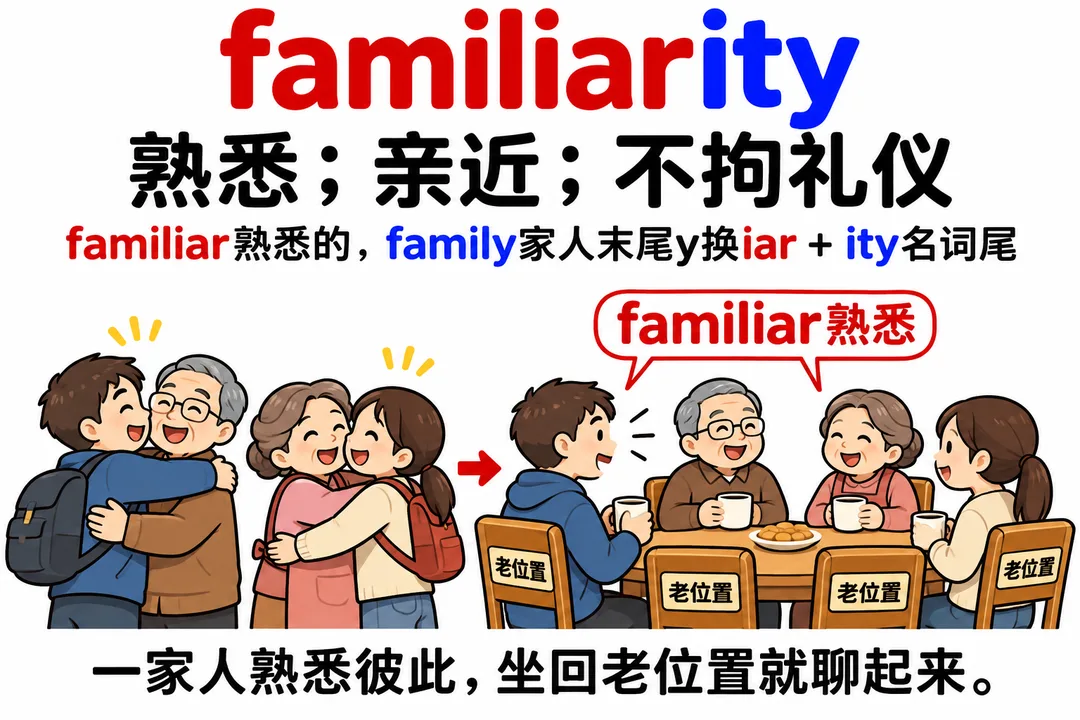 familiarity
熟悉；亲近；不拘礼仪
familiar熟悉的，family家人末尾y换iar + ity名词尾
familiar熟悉
老位置
老位置
老位置
老位置
一家人熟悉彼此，坐回老位置就聊起来。